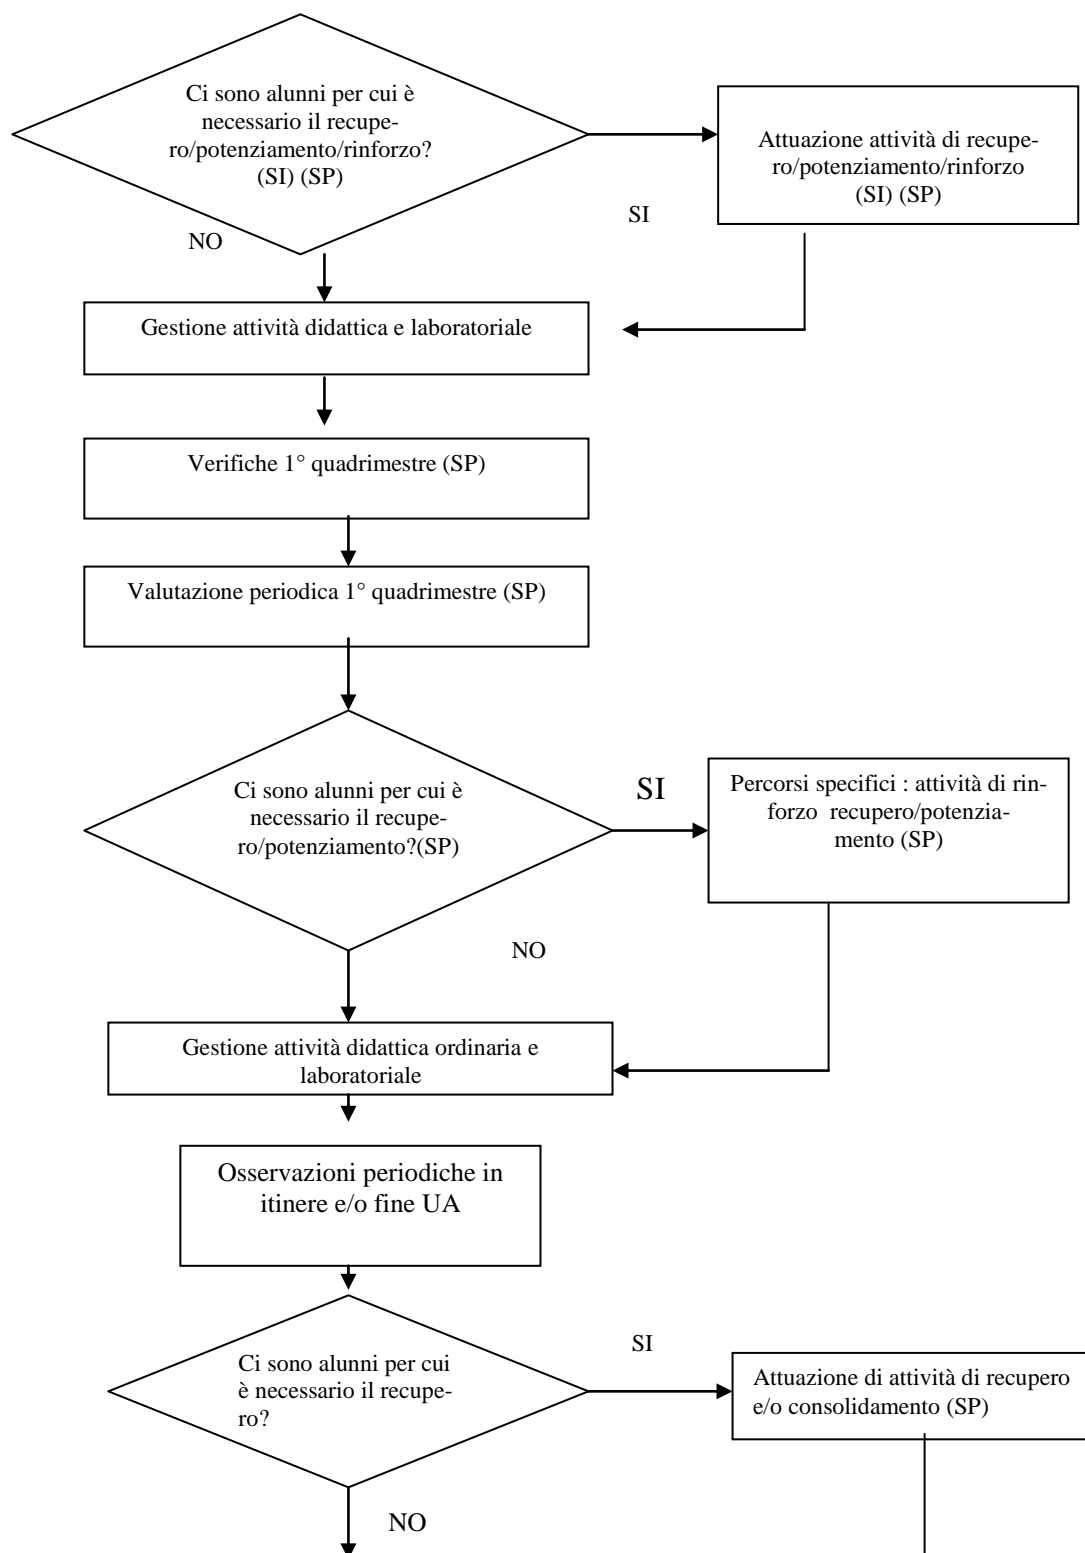 Ci sono alunni per cui è
necessario il recupe-
ro/potenziamento/rinforzo?
(SI) (SP)
Attuazione attività di recupe-
ro/potenziamento/rinforzo
(SI) (SP)
SI
NO
Gestione attività didattica e laboratoriale
Verifiche 1° quadrimestre (SP)
Valutazione periodica 1° quadrimestre (SP)
Ci sono alunni per cui è
necessario il recupe-
ro/potenziamento?(SP)
SI
Percorsi specifici : attività di rin-
forzo recupero/potenzia-
mento (SP)
NO
Gestione attività didattica ordinaria e
laboratoriale
Osservazioni periodiche in
itinere e/o fine UA
Ci sono alunni per cui
è necessario il recupe-
ro?
SI
Attuazione di attività di recupero
e/o consolidamento (SP)
NO